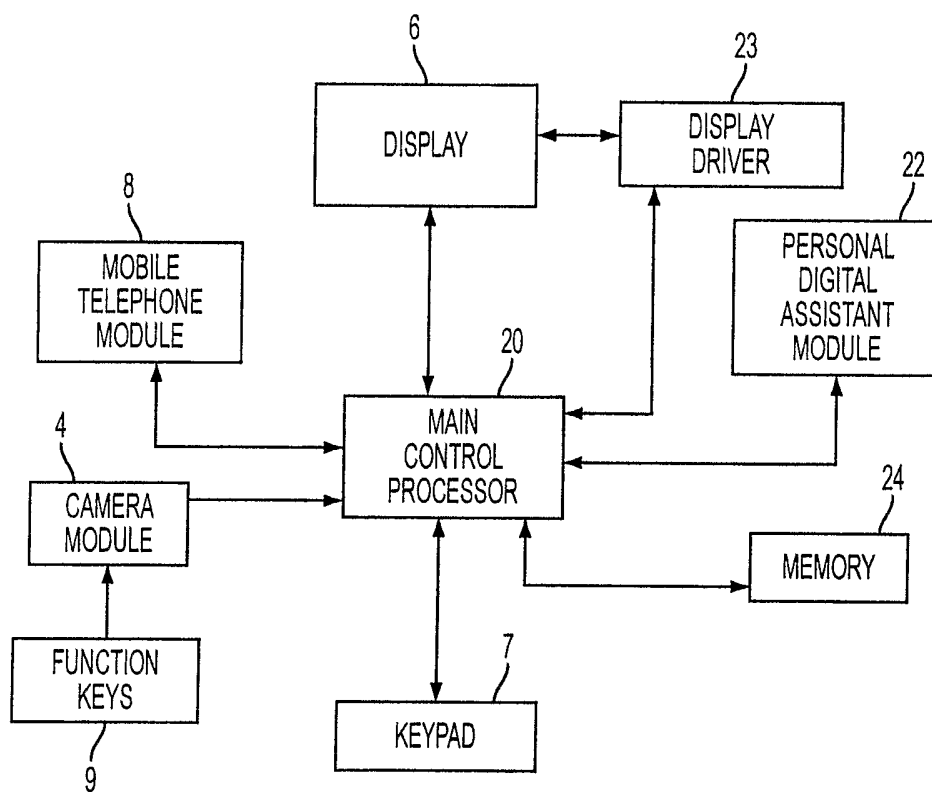 6
DISPLAY
23
DISPLAY
DRIVER
8
MOBILE
TELEPHONE
MODULE
22
PERSONAL
DIGITAL
ASSISTANT
MODULE
20
MAIN
CONTROL
PROCESSOR
4
CAMERA
MODULE
24
MEMORY
FUNCTION
KEYS
9
7
KEYPAD